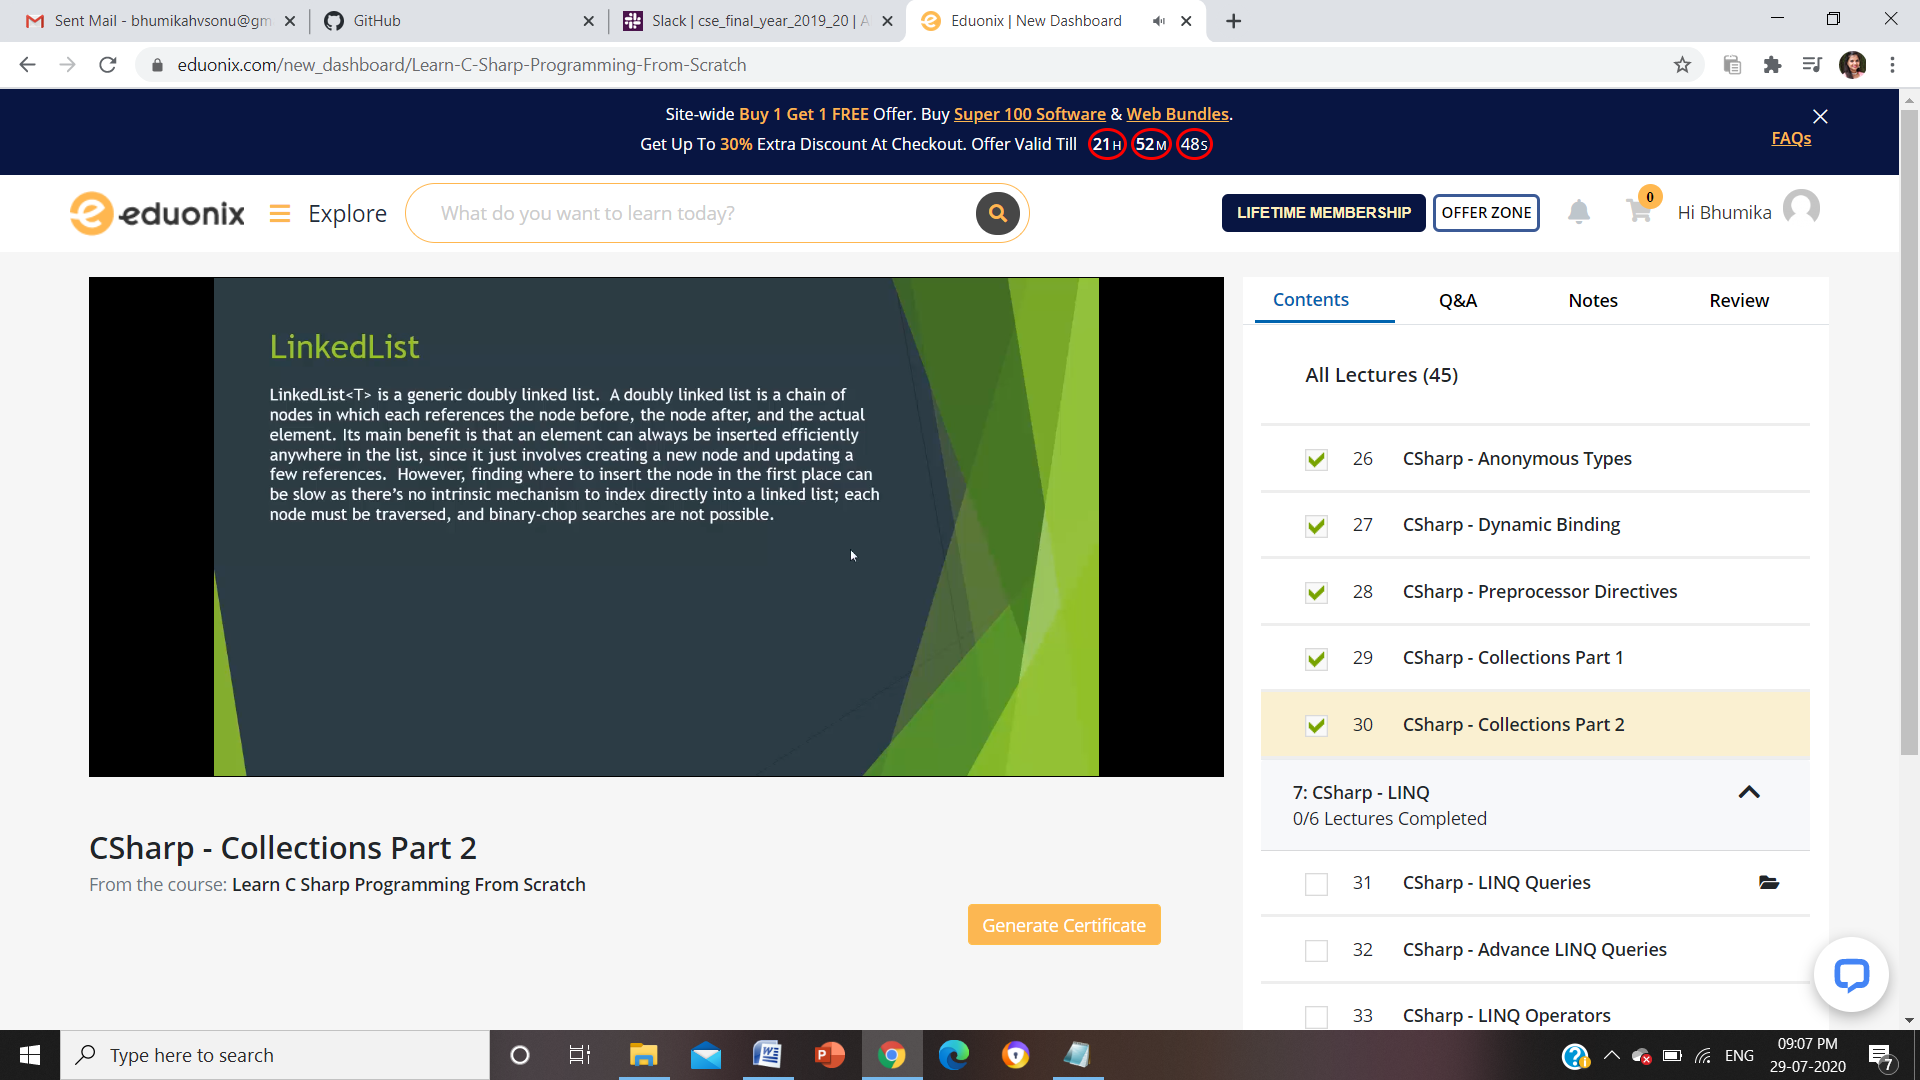 Sent Mail - bhumikahvsonu@gm
GitHub
Slack | cse_final_year_2019_20 | A
Eduonix | New Dashboard
eduonix.com/new_dashboard/Learn-C-Sharp-Programming-From-Scratch
Site-wide Buy 1 Get 1 FREE Offer. Buy Super 100 Software & Web Bundles.
Get Up To 30% Extra Discount At Checkout. Offer Valid Till 21H 52M 48S
FAQs
eduonix
Explore
What do you want to learn today?
LIFETIME MEMBERSHIP
OFFER ZONE
0
Hi Bhumika
LinkedList
LinkedList<T> is a generic doubly linked list. A doubly linked list is a chain of
nodes in which each references the node before, the node after, and the actual
element. Its main benefit is that an element can always be inserted efficiently
anywhere in the list, since it just involves creating a new node and updating a
few references. However, finding where to insert the node in the first place can
be slow as there's no intrinsic mechanism to index directly into a linked list; each
node must be traversed, and binary-chop searches are not possible.
CSharp - Collections Part 2
From the course: Learn C Sharp Programming From Scratch
Generate Certificate
Contents
Q&A
Notes
Review
All Lectures (45)
26 CSharp - Anonymous Types
27 CSharp - Dynamic Binding
28 CSharp - Preprocessor Directives
29 CSharp - Collections Part 1
30 CSharp - Collections Part 2
7: CSharp - LINQ
0/6 Lectures Completed
31 CSharp - LINQ Queries
32 CSharp - Advance LINQ Queries
33 CSharp - LINQ Operators
Type here to search
ENG
09:07 PM
29-07-2020
7